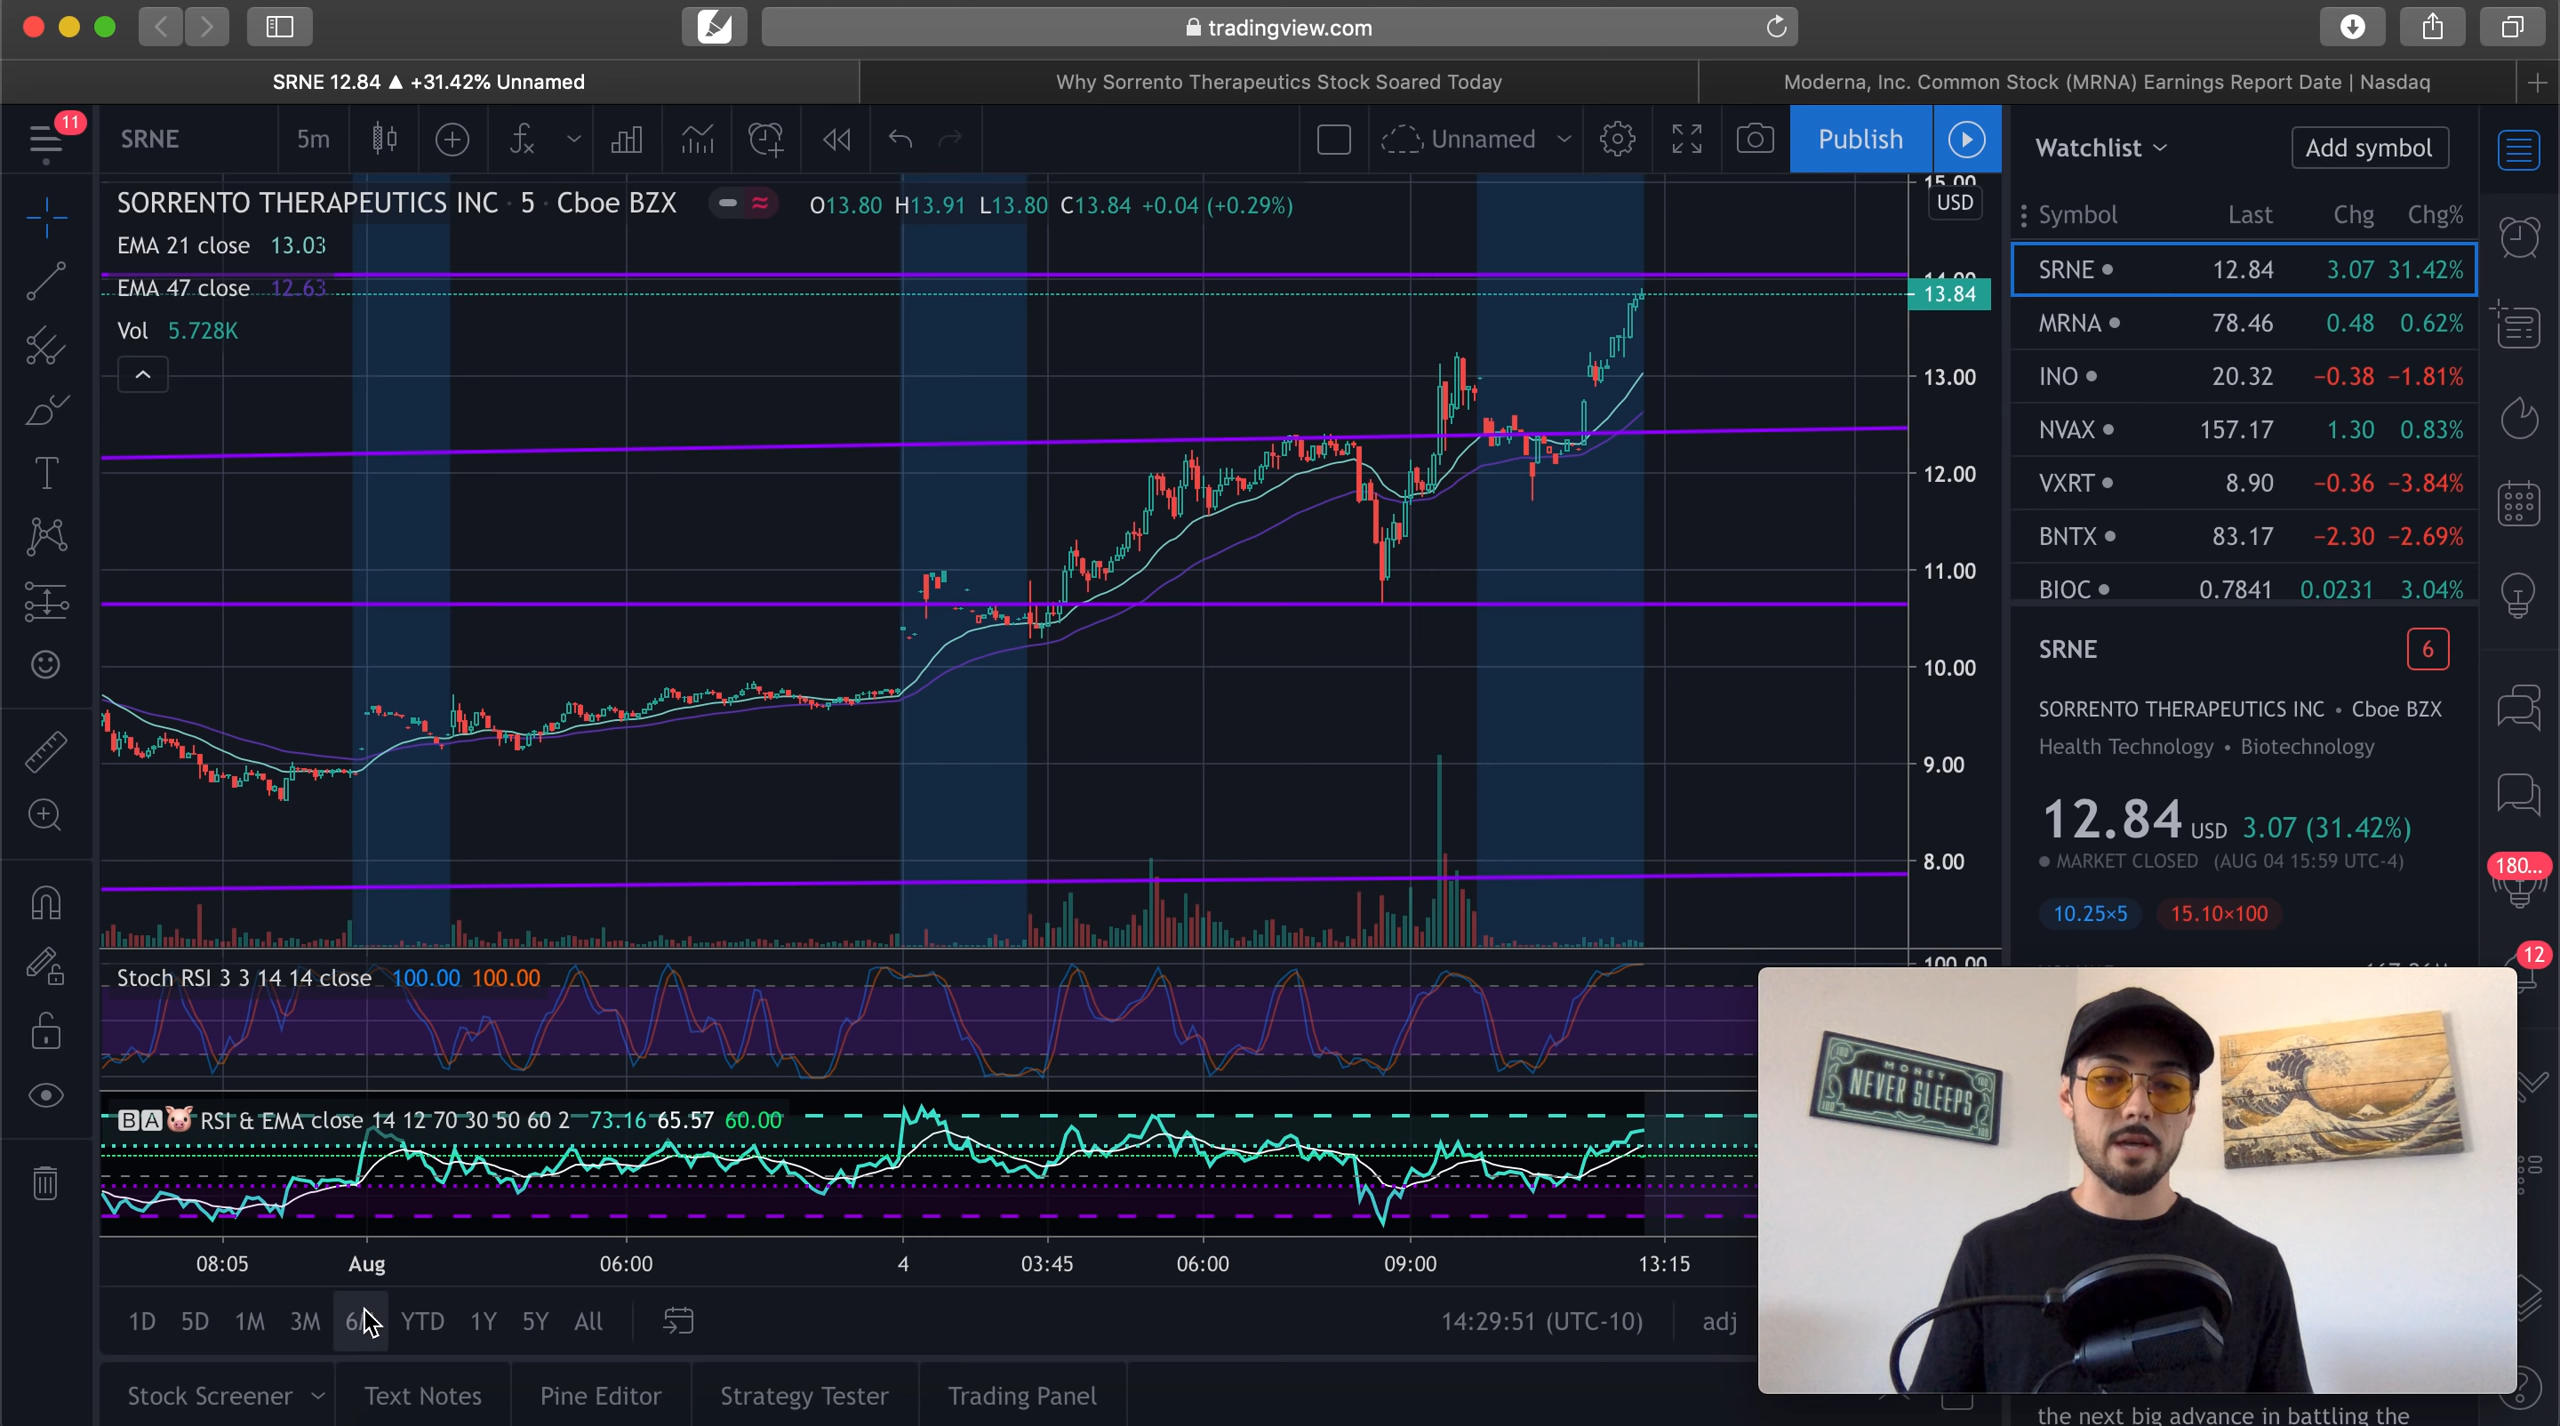 tradingview.com
SRNE 12.84 ▲ +31.42% Unnamed
Why Sorrento Therapeutics Stock Soared Today
Moderna, Inc. Common Stock (MRNA) Earnings Report Date | Nasdaq
11
SRNE
5m
Unnamed
Publish
SORRENTO THERAPEUTICS INC · 5 · Cboe BZX
O13.80 H13.91 L13.80 C13.84 +0.04 (+0.29%)
EMA 21 close 13.03
EMA 47 close 12.63
Vol 5.728K
15.00
USD
14.00
13.84
13.00
12.00
11.00
10.00
9.00
8.00
Stoch RSI 3 3 14 14 close 100.00 100.00
100.00
BA RSI & EMA close 14 12 70 30 50 60 2 73.16 65.57 60.00
08:05
Aug
06:00
4
03:45
06:00
09:00
13:15
1D 5D 1M 3M 6M YTD 1Y 5Y All
14:29:51 (UTC-10)
adj
Stock Screener
Text Notes
Pine Editor
Strategy Tester
Trading Panel
Watchlist
Add symbol
Symbol Last Chg Chg%
SRNE 12.84 3.07 31.42%
MRNA 78.46 0.48 0.62%
INO 20.32 −0.38 −1.81%
NVAX 157.17 1.30 0.83%
VXRT 8.90 −0.36 −3.84%
BNTX 83.17 −2.30 −2.69%
BIOC 0.7841 0.0231 3.04%
SRNE
6
SORRENTO THERAPEUTICS INC • Cboe BZX
Health Technology • Biotechnology
12.84 USD 3.07 (31.42%)
MARKET CLOSED (AUG 04 15:59 UTC-4)
10.25×5
15.10×100
180...
12
MONEY
NEVER SLEEPS
100
the next big advance in battling the